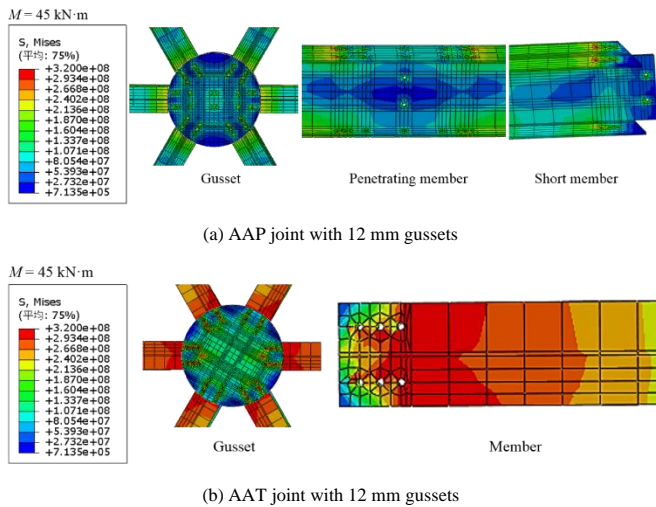 M = 45 kN·m
S, Mises
(平均: 75%)
+3.200e+08
+2.934e+08
+2.668e+08
+2.402e+08
+2.136e+08
+1.870e+08
+1.604e+08
+1.337e+08
+1.071e+08
+8.054e+07
+5.393e+07
+2.732e+07
+7.135e+05
Gusset
Penetrating member
Short member
(a) AAP joint with 12 mm gussets
M = 45 kN·m
S, Mises
(平均: 75%)
+3.200e+08
+2.934e+08
+2.668e+08
+2.402e+08
+2.136e+08
+1.870e+08
+1.604e+08
+1.337e+08
+1.071e+08
+8.054e+07
+5.393e+07
+2.732e+07
+7.135e+05
Gusset
Member
(b) AAT joint with 12 mm gussets